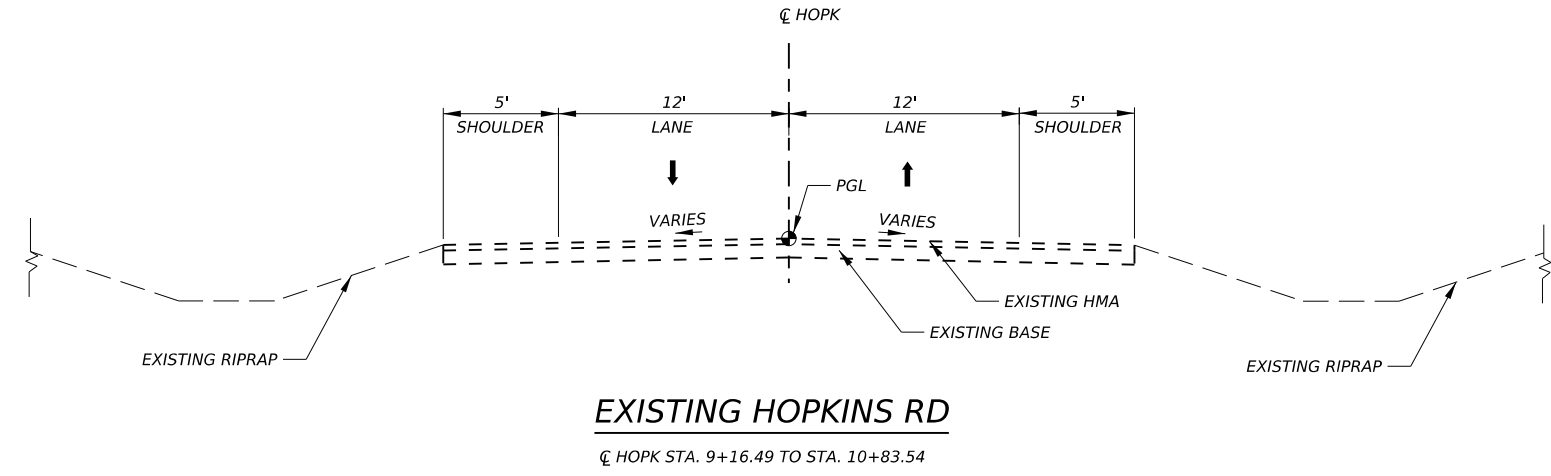 ℄ HOPK
5' 12' 12' 5'
SHOULDER LANE LANE SHOULDER
PGL
VARIES VARIES
EXISTING HMA
EXISTING BASE
EXISTING RIPRAP
EXISTING RIPRAP
EXISTING HOPKINS RD
℄ HOPK STA. 9+16.49 TO STA. 10+83.54